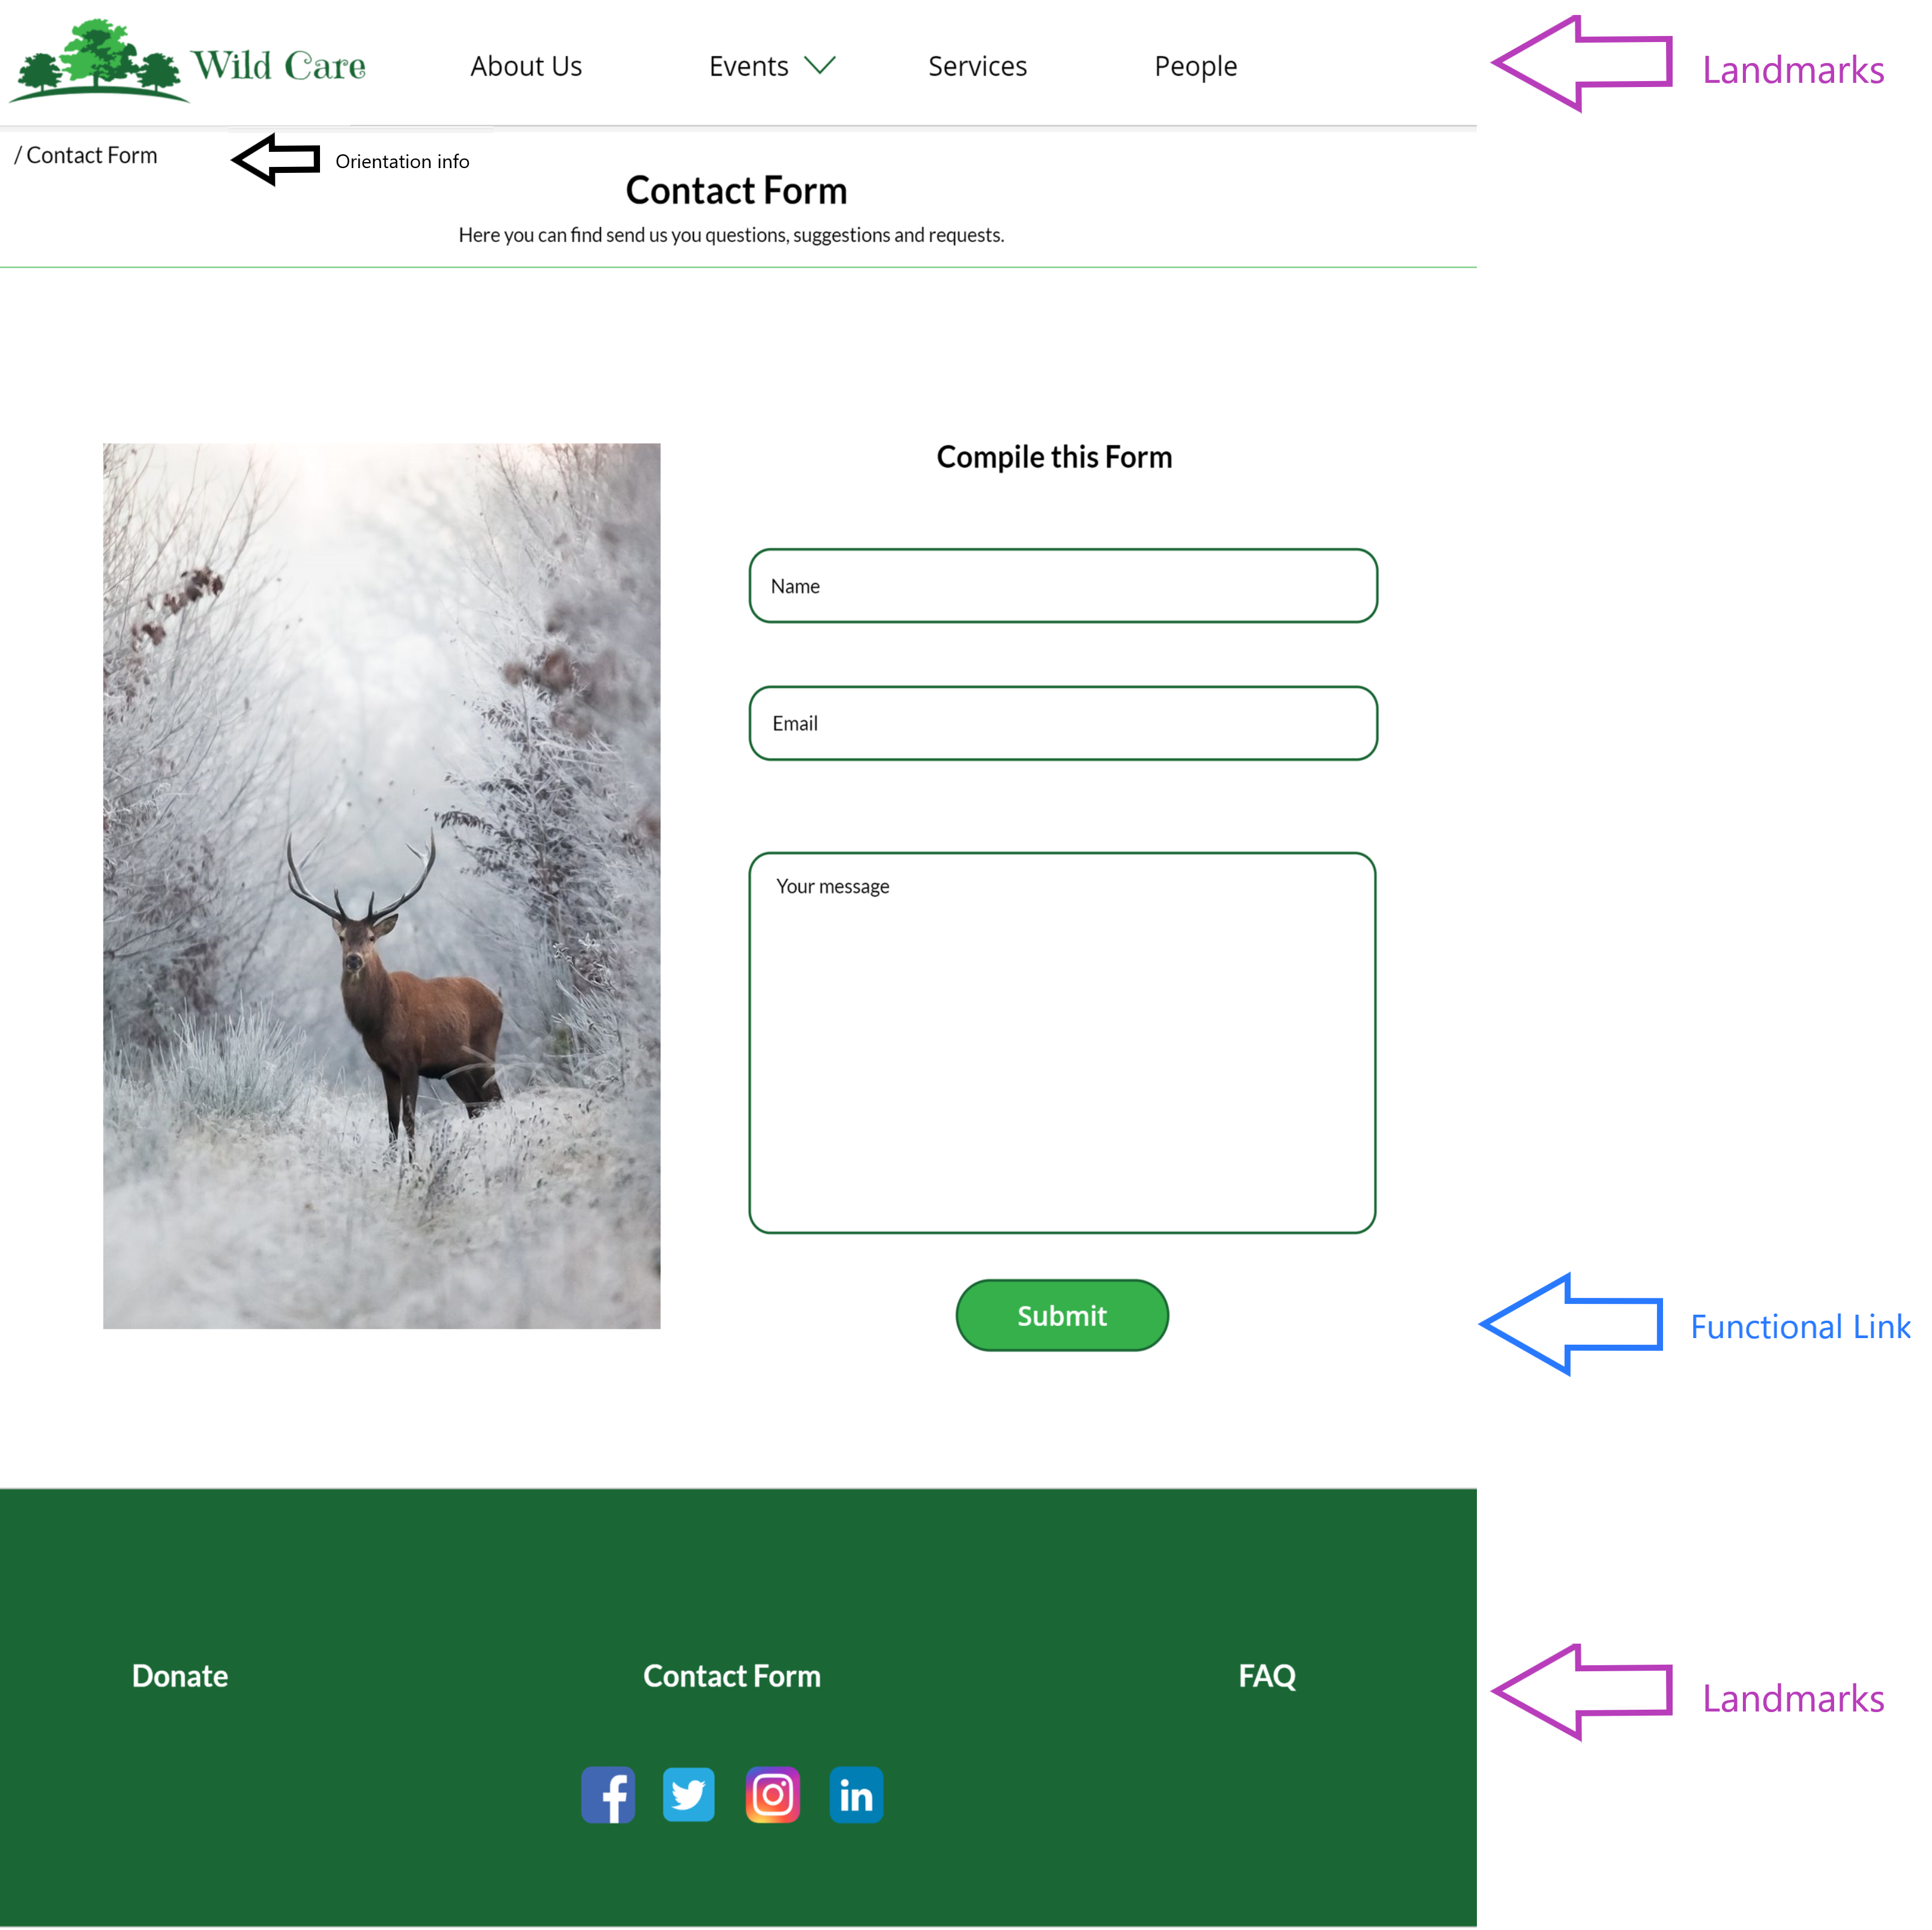 Wild Care
About Us
Events
Services
People
Landmarks
/ Contact Form
Orientation info
Contact Form
Here you can find send us you questions, suggestions and requests.
Compile this Form
Name
Email
Your message
Submit
Functional Link
Donate
Contact Form
FAQ
Landmarks
f
in